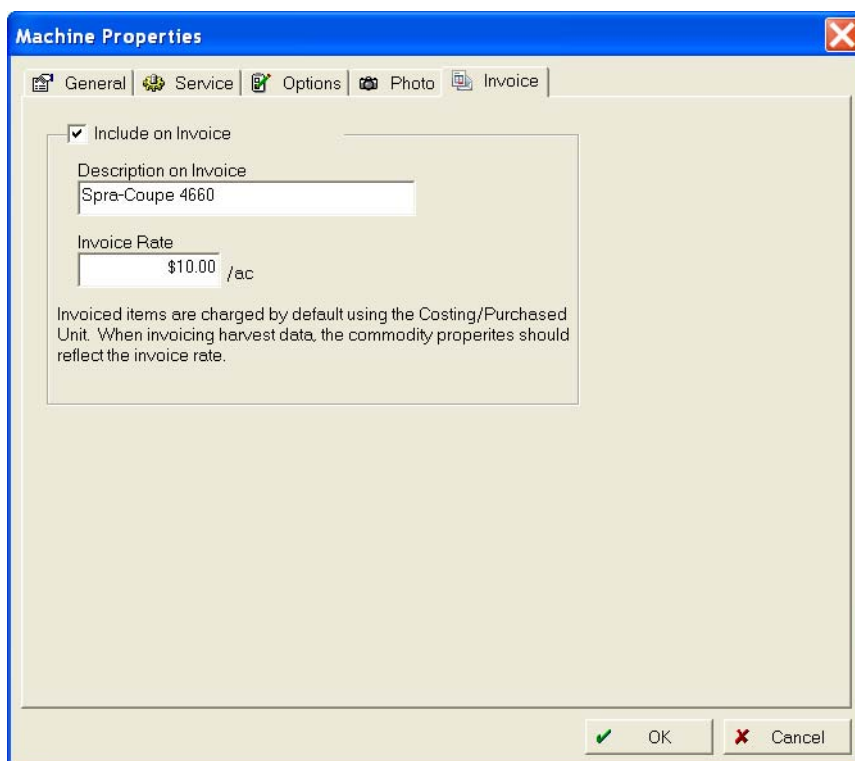 Machine Properties
General Service Options Photo Invoice
Include on Invoice
Description on Invoice
Spra-Coupe 4660
Invoice Rate
$10.00 /ac
Invoiced items are charged by default using the Costing/Purchased
Unit. When invoicing harvest data, the commodity properites should
reflect the invoice rate.
OK Cancel